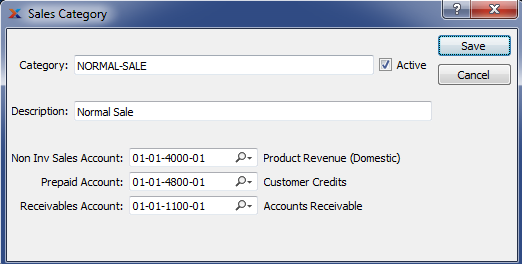 Sales Category
Save
Category: NORMAL-SALE Active
Cancel
Description: Normal Sale
Non Inv Sales Account: 01-01-4000-01 Product Revenue (Domestic)
Prepaid Account: 01-01-4800-01 Customer Credits
Receivables Account: 01-01-1100-01 Accounts Receivable